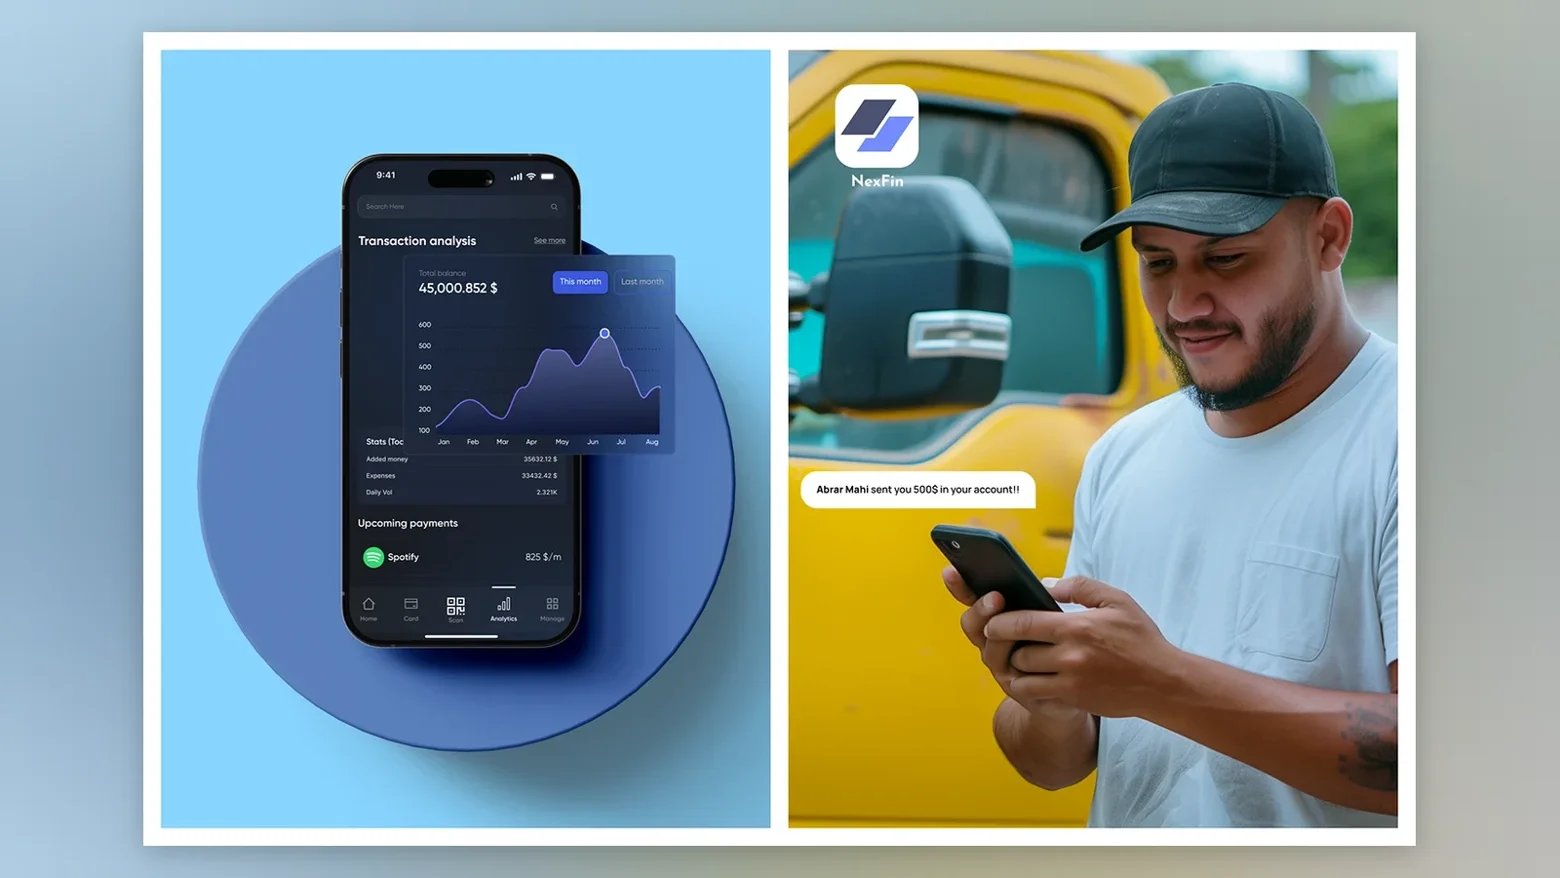 9:41
Search Here
Transaction analysis
See more
Total balance
45,000.852 $
This month
Last month
600
500
400
300
200
100
Jan Feb Mar Apr May Jun Jul Aug
Stats (Toc
Added money 35632.12 $
Expenses 33432.42 $
Daily Vol 2.321K
Upcoming payments
Spotify 825 $/m
Home Card Scan Analytics Manage
NexFin
Abrar Mahi sent you 500$ in your account!!